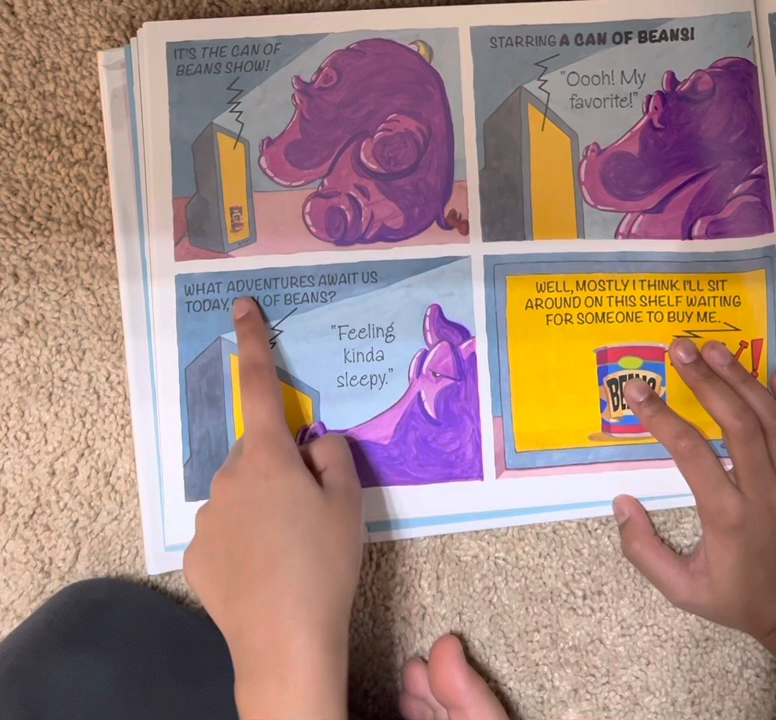 IT'S THE CAN OF
BEANS SHOW!
STARRING A CAN OF BEANS!
"Oooh! My
favorite!"
WHAT ADVENTURES AWAIT US
TODAY, OF BEANS?
"Feeling
kinda
sleepy."
WELL, MOSTLY I THINK I'LL SIT
AROUND ON THIS SHELF WAITING
FOR SOMEONE TO BUY ME.